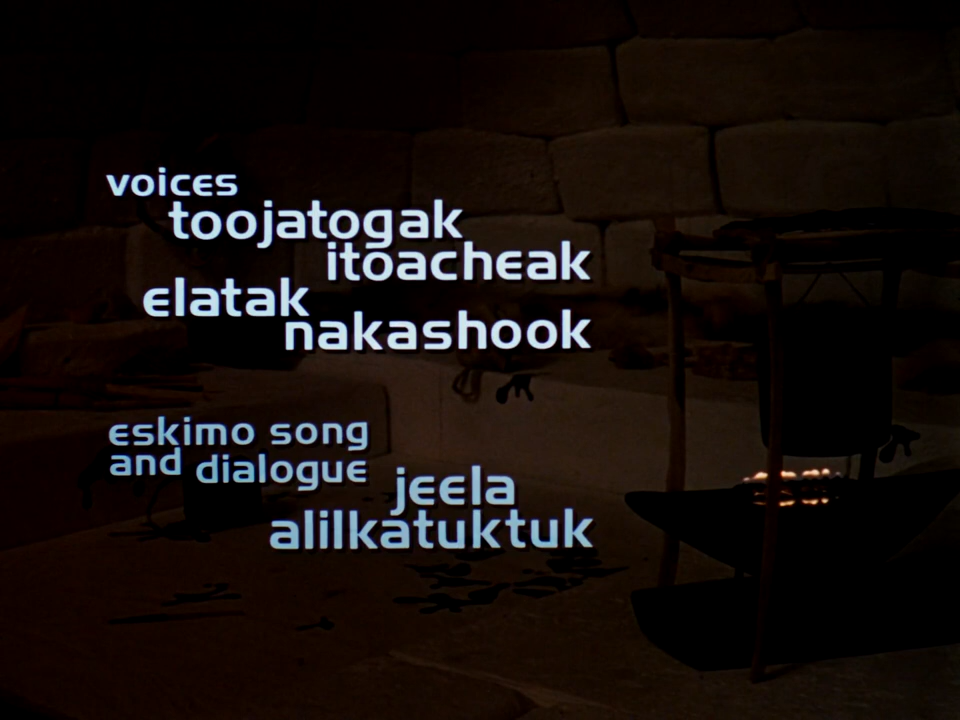 voices
toojatogak
itoacheak
elatak
nakashook
eskimo song
and dialogue
jeela
alilkatuktuk